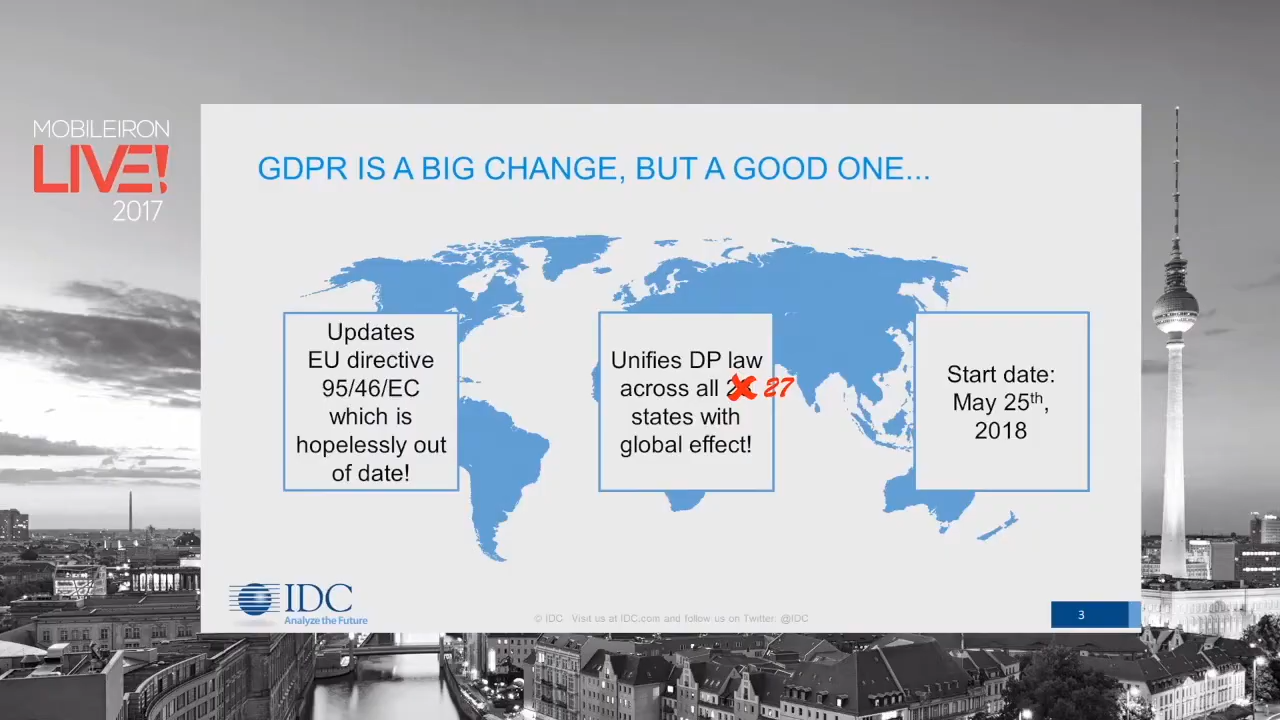 MOBILEIRON
LIVE!
2017
GDPR IS A BIG CHANGE, BUT A GOOD ONE...
Updates
EU directive
95/46/EC
which is
hopelessly out
of date!
Unifies DP law
across all 27
states with
global effect!
Start date:
May 25th,
2018
IDC
Analyze the Future
© IDC Visit us at IDC.com and follow us on Twitter: @IDC
3